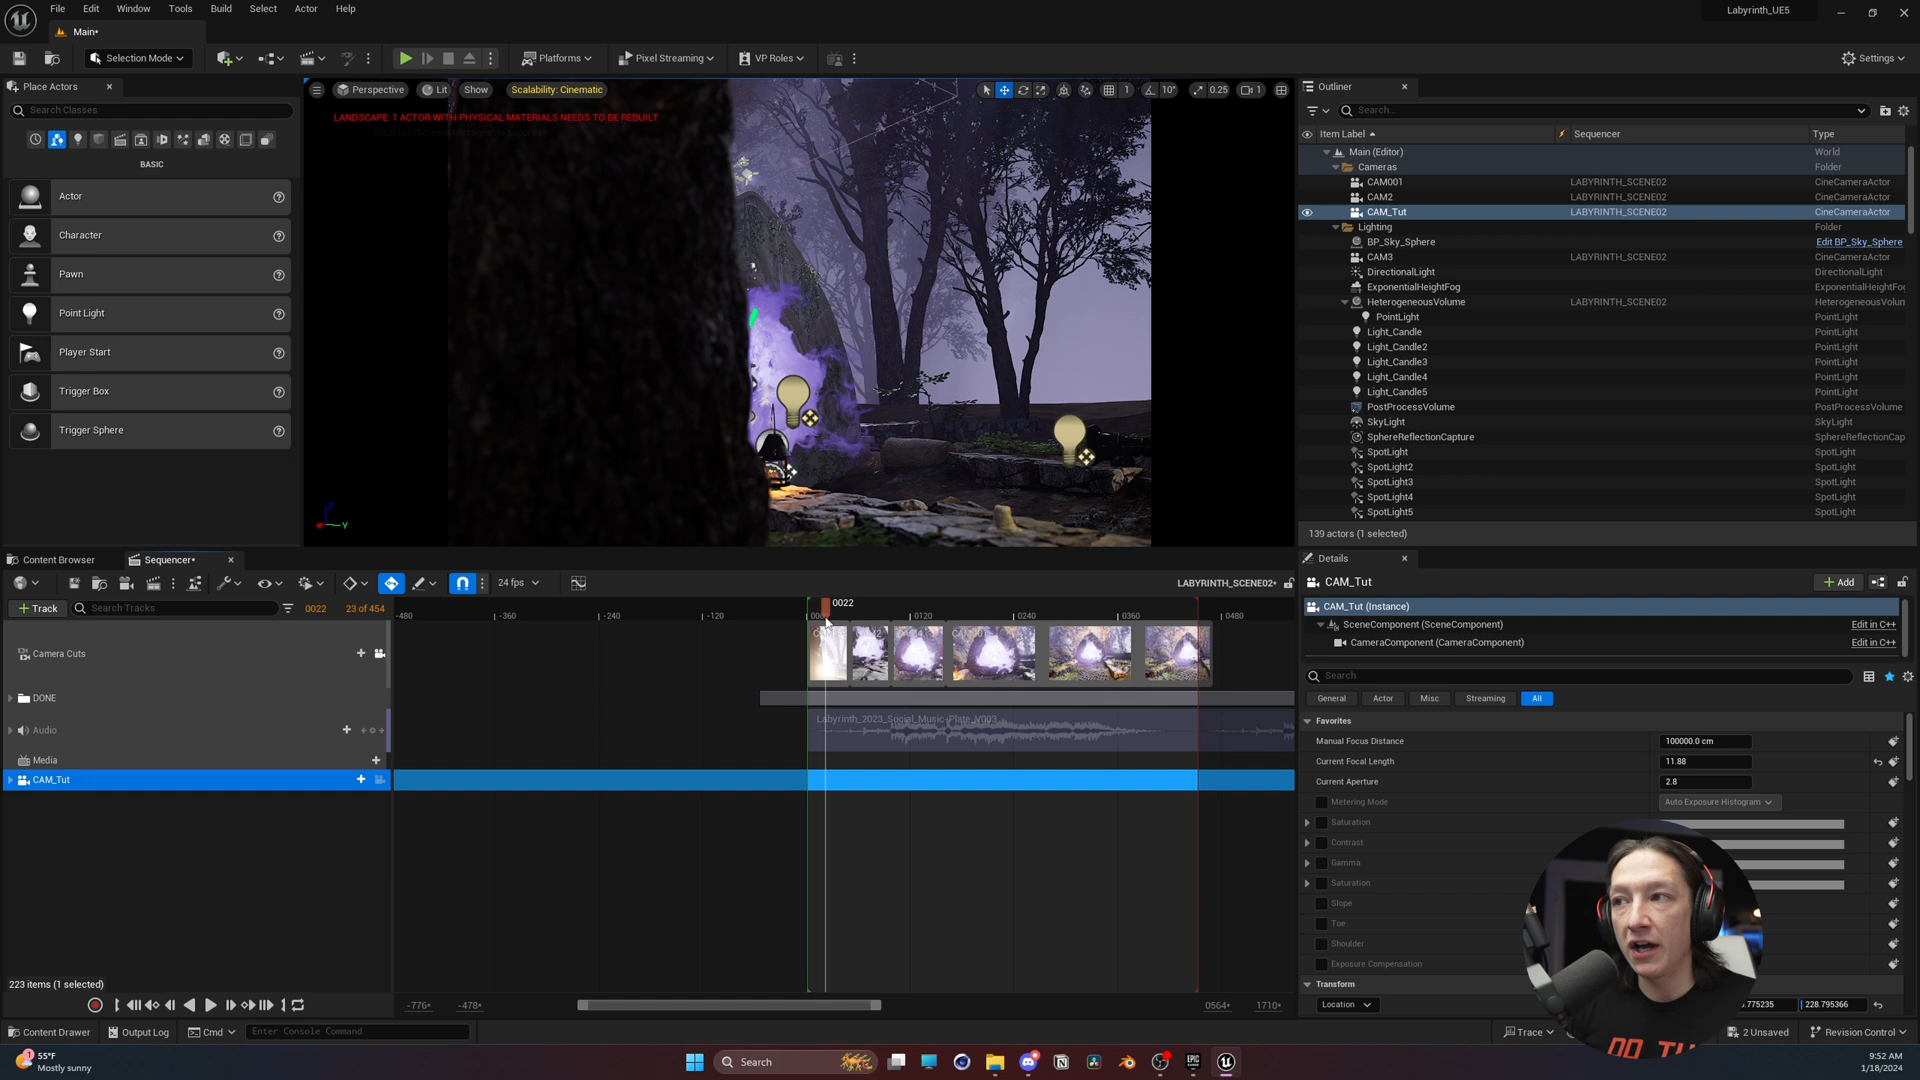 File Edit Window Tools Build Select Actor Help
Labyrinth_UE5
Main*
Selection Mode
Platforms
Pixel Streaming
VP Roles
Settings
Place Actors
Search Classes
BASIC
Actor
Character
Pawn
Point Light
Player Start
Trigger Box
Trigger Sphere
Perspective Lit Show Scalability: Cinematic
1 10° 0.25 1
LANDSCAPE: 1 ACTOR WITH PHYSICAL MATERIALS NEEDS TO BE REBUILT
Outliner
Search...
Item Label Sequencer Type
Main (Editor) World
Cameras Folder
CAM001 LABYRINTH_SCENE02 CineCameraActor
CAM2 LABYRINTH_SCENE02 CineCameraActor
CAM_Tut LABYRINTH_SCENE02 CineCameraActor
Lighting Folder
BP_Sky_Sphere Edit BP_Sky_Sphere
CAM3 LABYRINTH_SCENE02 CineCameraActor
DirectionalLight DirectionalLight
ExponentialHeightFog ExponentialHeightFog
HeterogeneousVolume LABYRINTH_SCENE02 HeterogeneousVolum
PointLight PointLight
Light_Candle PointLight
Light_Candle2 PointLight
Light_Candle3 PointLight
Light_Candle4 PointLight
Light_Candle5 PointLight
PostProcessVolume PostProcessVolume
SkyLight SkyLight
SphereReflectionCapture SphereReflectionCap
SpotLight SpotLight
SpotLight2 SpotLight
SpotLight3 SpotLight
SpotLight4 SpotLight
SpotLight5 SpotLight
139 actors (1 selected)
Content Browser
Sequencer*
24 fps
LABYRINTH_SCENE02*
Track
Search Tracks
0022 23 of 454
0022
-480 -360 -240 -120 0120 0240 0360 0480
Camera Cuts
DONE
Audio
Labyrinth_2023_Social_Music-Plate_V003
Media
CAM_Tut
223 items (1 selected)
-776+ -478+ 0564+ 1710+
Details
CAM_Tut
Add
CAM_Tut (Instance)
SceneComponent (SceneComponent) Edit in C++
CameraComponent (CameraComponent) Edit in C++
Search
General Actor Misc Streaming All
Favorites
Manual Focus Distance 100000.0 cm
Current Focal Length 11.88
Current Aperture 2.8
Metering Mode Auto Exposure Histogram
Saturation
Contrast
Gamma
Saturation
Slope
Toe
Shoulder
Exposure Compensation
Transform
Location .775235 228.795366
Content Drawer Output Log Cmd Enter Console Command
Trace 2 Unsaved Revision Control
1
55°F
Mostly sunny
Search
9:52 AM
1/18/2024